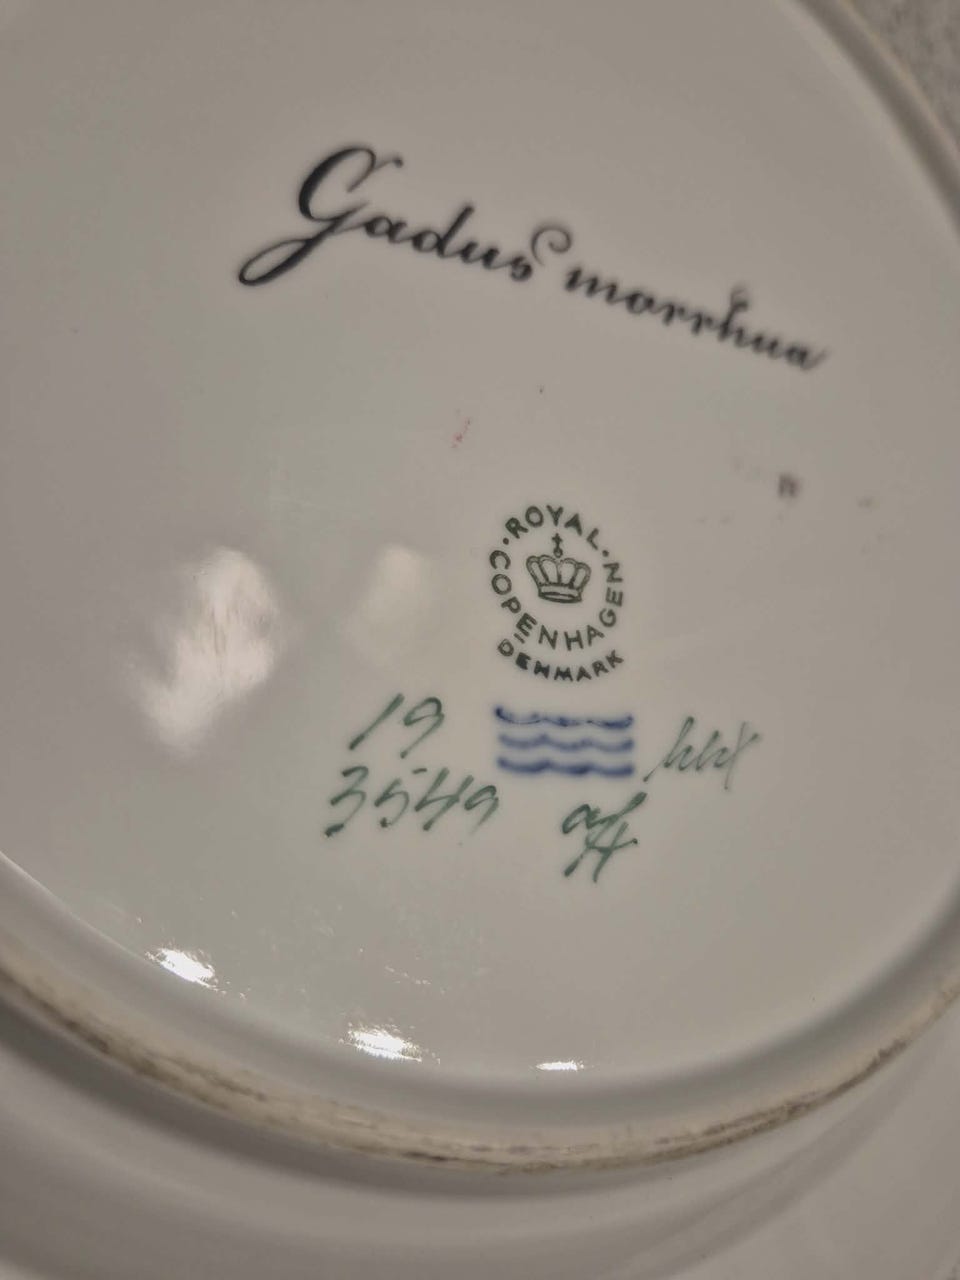 Gadus morrhua
ROYAL
COPENHAGEN
DENMARK
19
3549